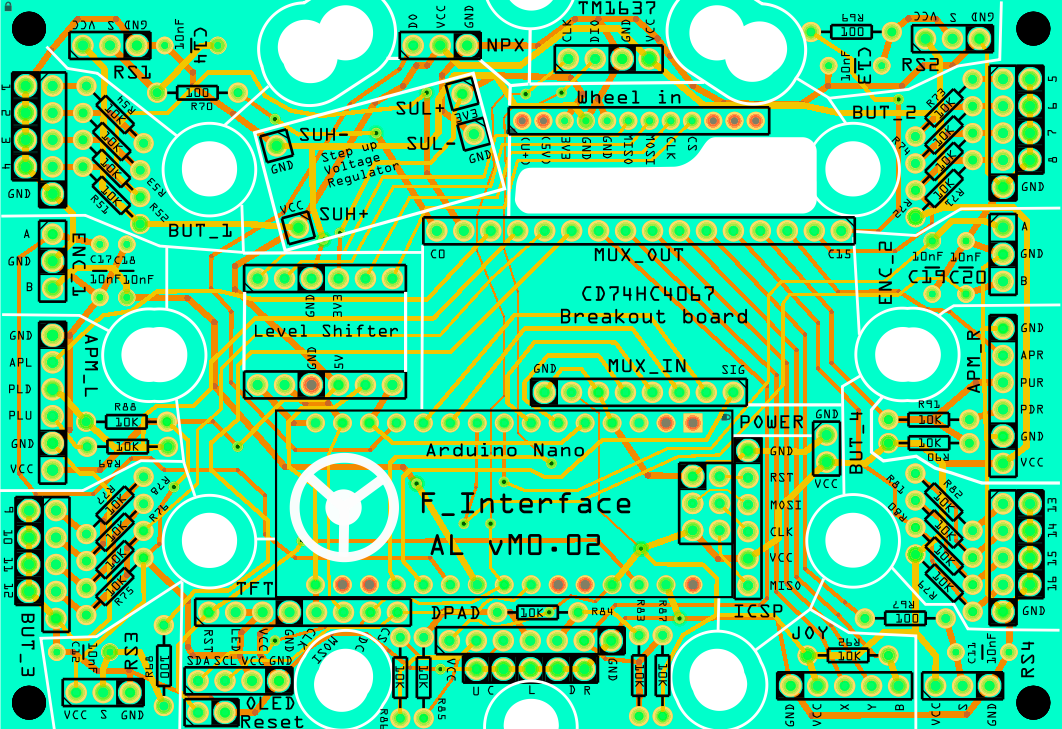 TM1637
VCC S GND
10nF
C14
D0
VCC
GND
NPX
CLK
DIO
GND
VCC
R69
100
10nF
C13
VCC S GND
RS1
RS2
100
R70
1
2
3
4
GND
R54
10K
10K
10K
10K
R53
R51
R52
BUT_1
SUL+
3V3
SUL-
GND
SUH-
GND
Step up
Voltage
Regulator
VCC
SUH+
Wheel in
(U+)
(5V)
3V3
GND
GND
MISO
MOSI
CLK
CS
BUT_2
R73
10K
10K
10K
10K
R74
R71
R72
5
6
7
8
GND
A
GND
B
ENC_1
C17
C18
10nF
10nF
C0
MUX_OUT
C15
ENC_2
10nF
10nF
C19
C20
A
GND
B
CD74HC4067
Breakout board
GND
3V3
Level Shifter
GND
5V
GND
MUX_IN
SIG
GND
APL
PLD
PLU
GND
VCC
APM_L
R88
10K
10K
R89
APM_R
GND
APR
PUR
PDR
GND
VCC
R91
10K
10K
R90
POWER
GND
BUT_4
VCC
Arduino Nano
F_Interface
AL vM0.02
GND
RST
MOSI
CLK
VCC
MISO
ICSP
9
10
11
12
BUT_3
R77
R78
10K
10K
10K
10K
R76
R75
R81
R82
10K
10K
10K
10K
R80
R79
13
14
15
16
GND
TFT
RST
LED
VCC
GND
CLK
MOSI
DC
CS
DPAD
10K
R84
R83
R87
10K
10K
VCC
GND
U C L D R
10K
10K
R86
R85
SDA SCL VCC GND
OLED
Reset
10nF
RS3
100
VCC S GND
JOY
R92
10K
GND
VCC
X
Y
B
R97
100
C11
10nF
RS4
VCC
S
GND